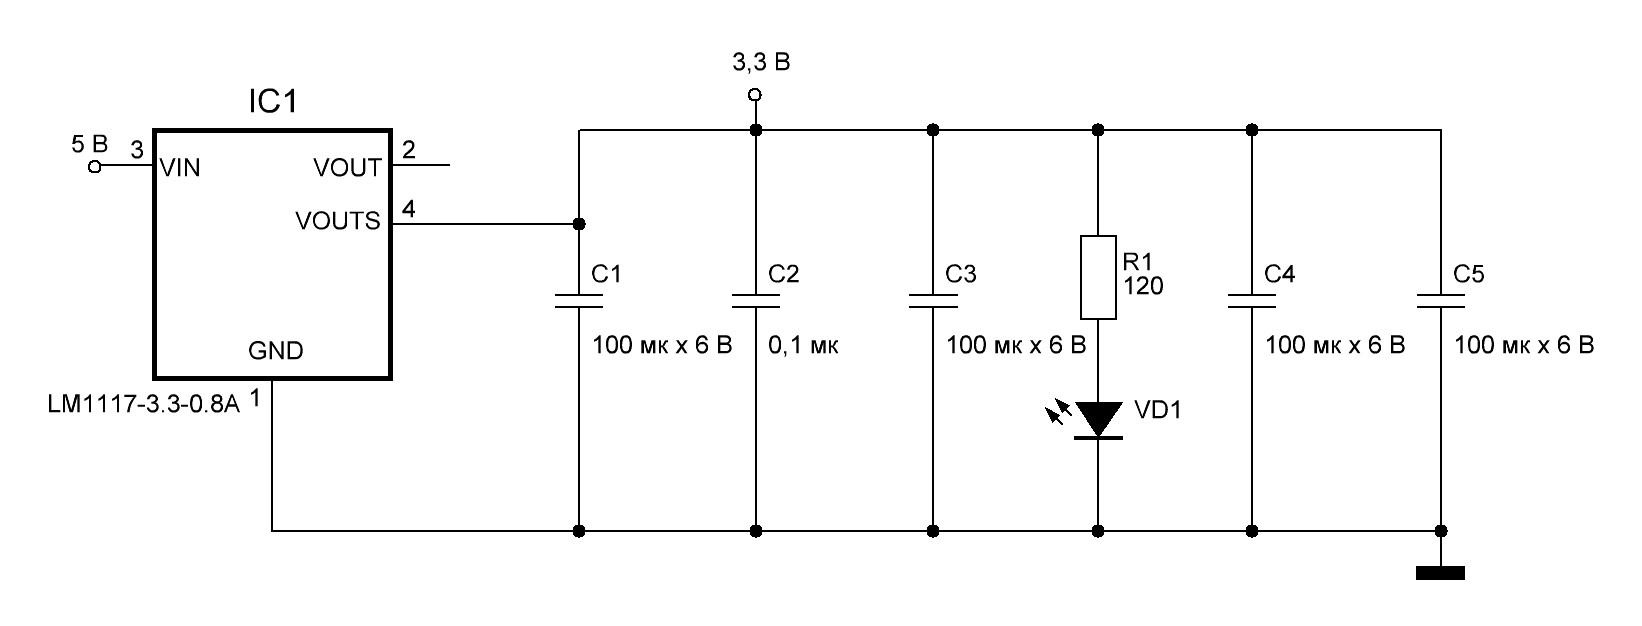 3,3 В
IC1
5 В
3
VIN
VOUT
2
VOUTS
4
GND
LM1117-3.3-0.8A
1
C1
100 мк x 6 В
C2
0,1 мк
C3
100 мк x 6 В
R1
120
VD1
C4
100 мк x 6 В
C5
100 мк x 6 В